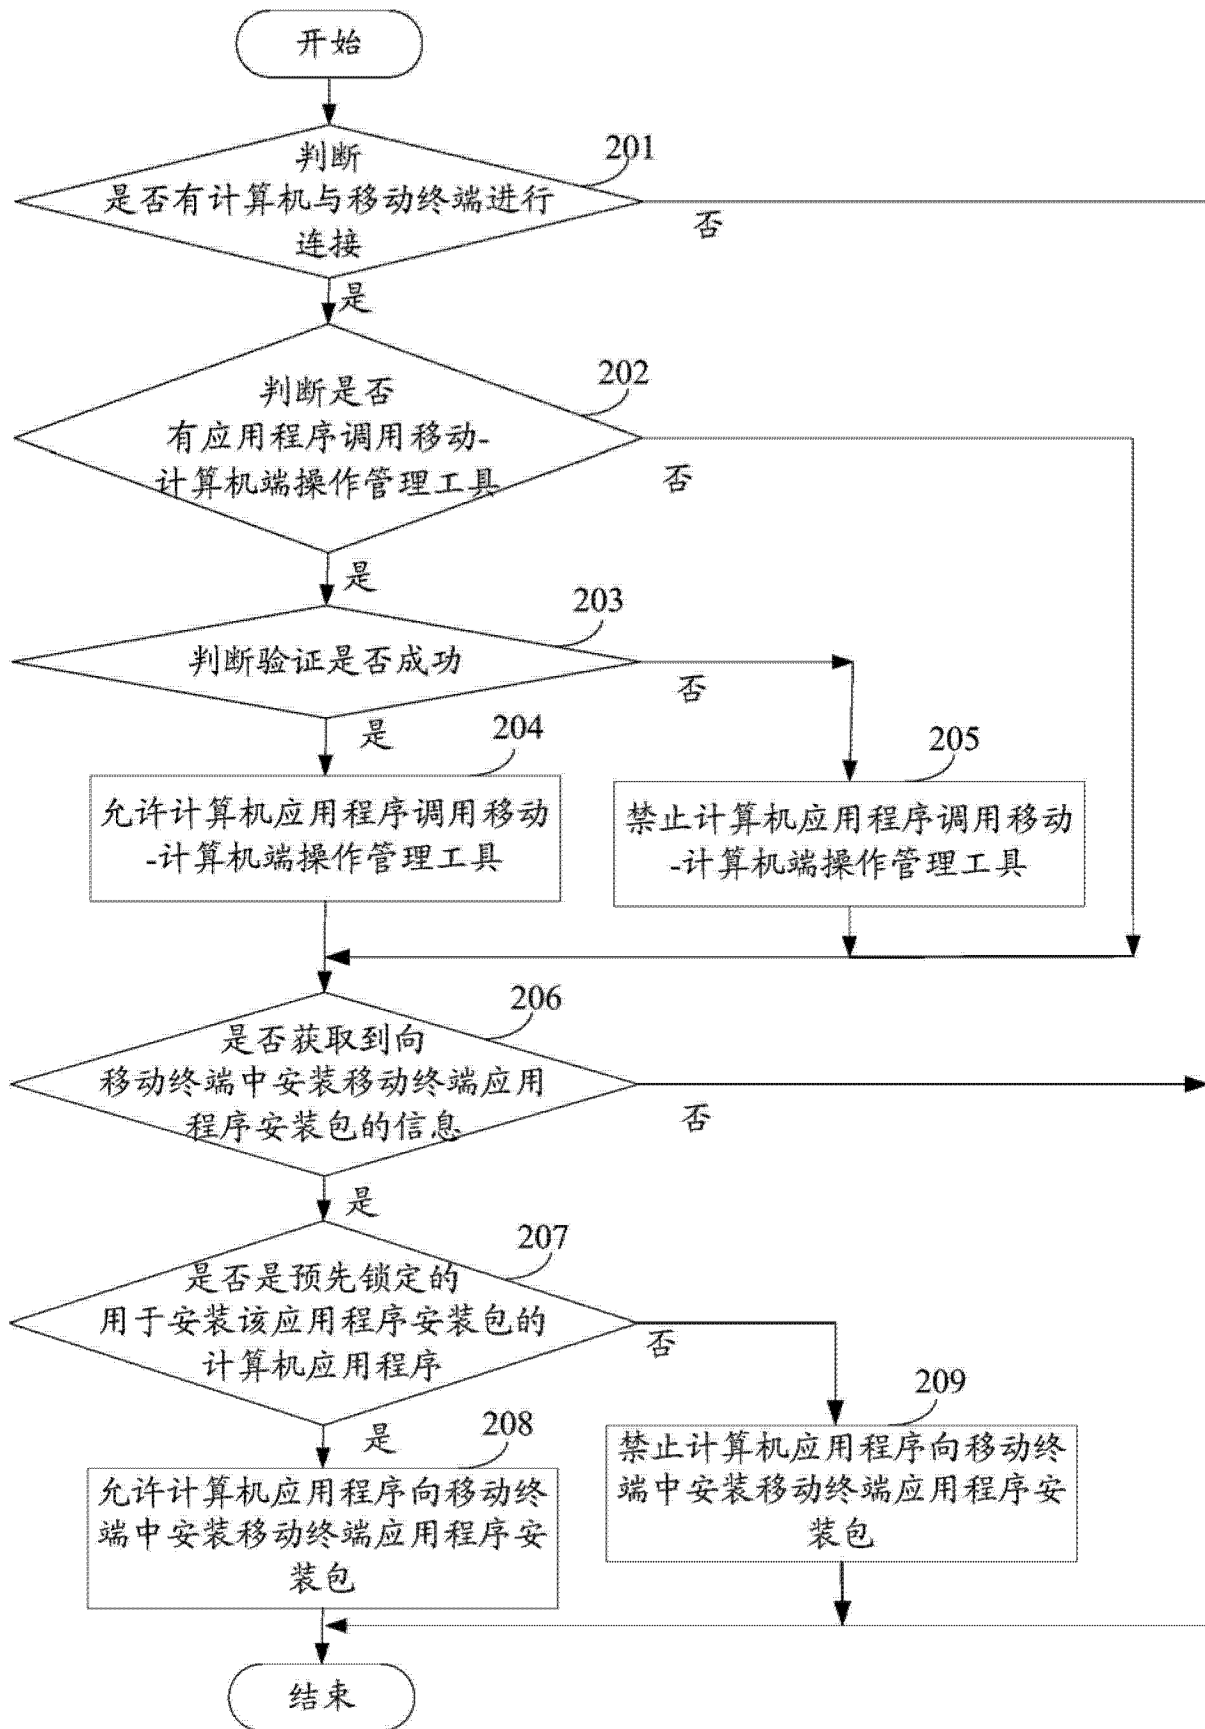 开始
201
判断
是否有计算机与移动终端进行
连接
否
是
202
判断是否
有应用程序调用移动-
计算机端操作管理工具
否
是
203
判断验证是否成功
否
是
204
允许计算机应用程序调用移动
-计算机端操作管理工具
205
禁止计算机应用程序调用移动
-计算机端操作管理工具
206
是否获取到向
移动终端中安装移动终端应用
程序安装包的信息
否
是
207
是否是预先锁定的
用于安装该应用程序安装包的
计算机应用程序
否
是
208
允许计算机应用程序向移动终
端中安装移动终端应用程序安
装包
209
禁止计算机应用程序向移动终
端中安装移动终端应用程序安
装包
结束